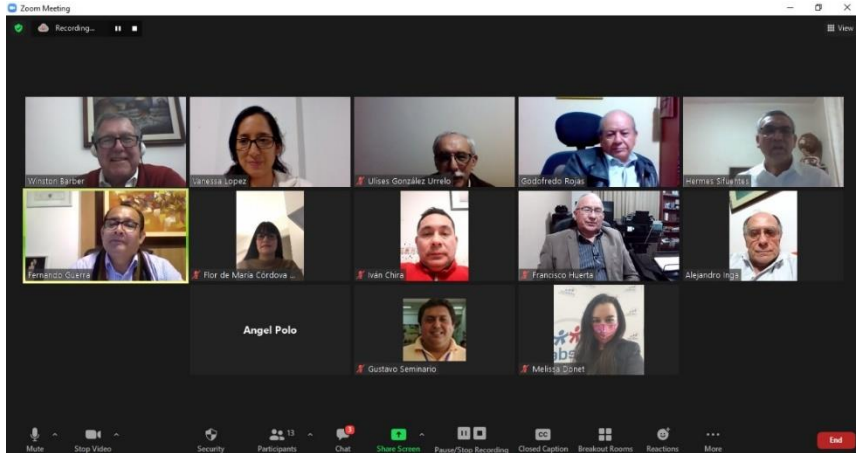 Zoom Meeting
Recording...
View
Winston Barber
Vanessa Lopez
Ulises González Urrelo
Godofredo Rojas
Hermes Sifuentes
Fernando Guerra
Flor de María Córdova ...
Iván Chira
Francisco Huerta
Alejandro Inga
Angel Polo
Gustavo Seminario
Melissa Donet
Mute
Stop Video
Security
13
Participants
3
Chat
Share Screen
Pause/Stop Recording
CC
Closed Caption
Breakout Rooms
Reactions
More
End